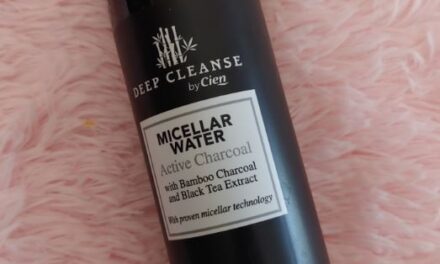 DEEP CLEANSE
by Cien
MICELLAR
WATER
Active Charcoal
with Bamboo Charcoal
and Black Tea Extract
With proven micellar technology